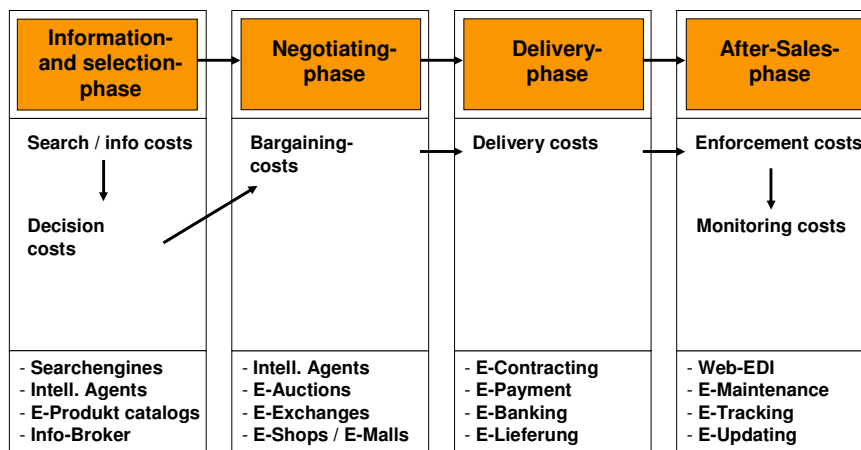 Information-
and selection-
phase
Negotiating-
phase
Delivery-
phase
After-Sales-
phase
Search / info costs
Decision
costs
Bargaining-
costs
Delivery costs
Enforcement costs
Monitoring costs
- Searchengines
- Intell. Agents
- E-Produkt catalogs
- Info-Broker
- Intell. Agents
- E-Auctions
- E-Exchanges
- E-Shops / E-Malls
- E-Contracting
- E-Payment
- E-Banking
- E-Lieferung
- Web-EDI
- E-Maintenance
- E-Tracking
- E-Updating